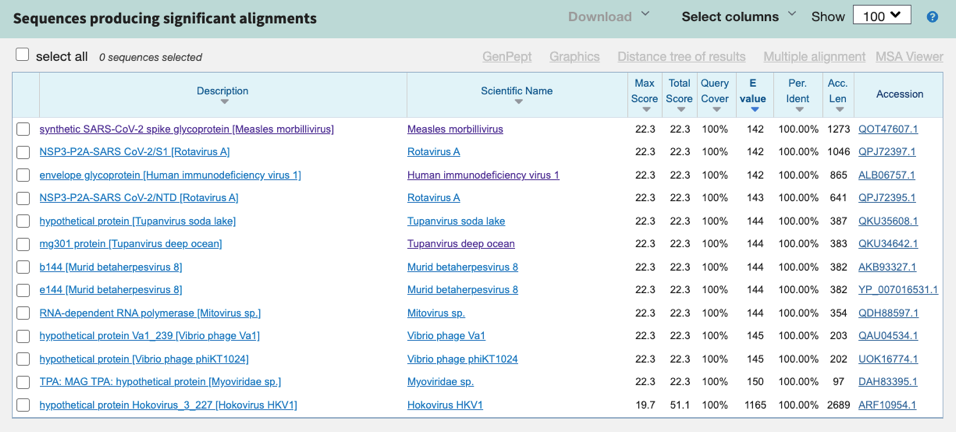 Sequences producing significant alignments Download Select columns Show 100
select all 0 sequences selected GenPept Graphics Distance tree of results Multiple alignment MSA Viewer
Description Scientific Name Max Score Total Score Query Cover E value Per. Ident Acc. Len Accession
synthetic SARS-CoV-2 spike glycoprotein [Measles morbillivirus] Measles morbillivirus 22.3 22.3 100% 142 100.00% 1273 QOT47607.1
NSP3-P2A-SARS CoV-2/S1 [Rotavirus A] Rotavirus A 22.3 22.3 100% 142 100.00% 1046 QPJ72397.1
envelope glycoprotein [Human immunodeficiency virus 1] Human immunodeficiency virus 1 22.3 22.3 100% 142 100.00% 865 ALB06757.1
NSP3-P2A-SARS CoV-2/NTD [Rotavirus A] Rotavirus A 22.3 22.3 100% 143 100.00% 641 QPJ72395.1
hypothetical protein [Tupanvirus soda lake] Tupanvirus soda lake 22.3 22.3 100% 144 100.00% 387 QKU35608.1
mg301 protein [Tupanvirus deep ocean] Tupanvirus deep ocean 22.3 22.3 100% 144 100.00% 383 QKU34642.1
b144 [Murid betaherpesvirus 8] Murid betaherpesvirus 8 22.3 22.3 100% 144 100.00% 382 AKB93327.1
e144 [Murid betaherpesvirus 8] Murid betaherpesvirus 8 22.3 22.3 100% 144 100.00% 382 YP_007016531.1
RNA-dependent RNA polymerase [Mitovirus sp.] Mitovirus sp. 22.3 22.3 100% 144 100.00% 354 QDH88597.1
hypothetical protein Va1_239 [Vibrio phage Va1] Vibrio phage Va1 22.3 22.3 100% 145 100.00% 203 QAU04534.1
hypothetical protein [Vibrio phage phiKT1024] Vibrio phage phiKT1024 22.3 22.3 100% 145 100.00% 202 UOK16774.1
TPA: MAG TPA: hypothetical protein [Myoviridae sp.] Myoviridae sp. 22.3 22.3 100% 150 100.00% 97 DAH83395.1
hypothetical protein Hokovirus_3_227 [Hokovirus HKV1] Hokovirus HKV1 19.7 51.1 100% 1165 100.00% 2689 ARF10954.1